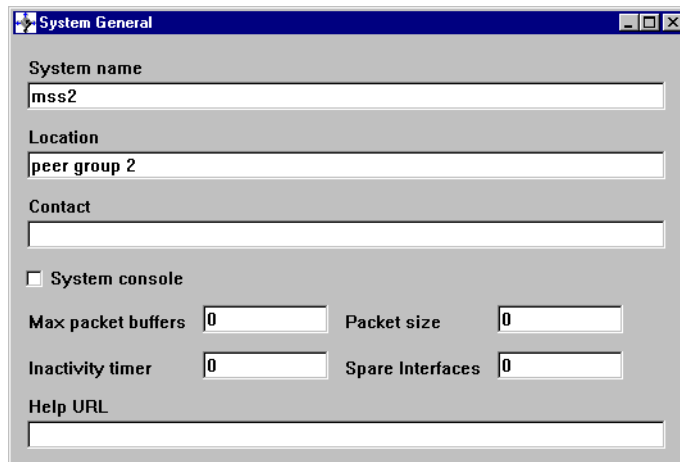 System General
System name
mss2
Location
peer group 2
Contact
System console
Max packet buffers 0 Packet size 0
Inactivity timer 0 Spare Interfaces 0
Help URL